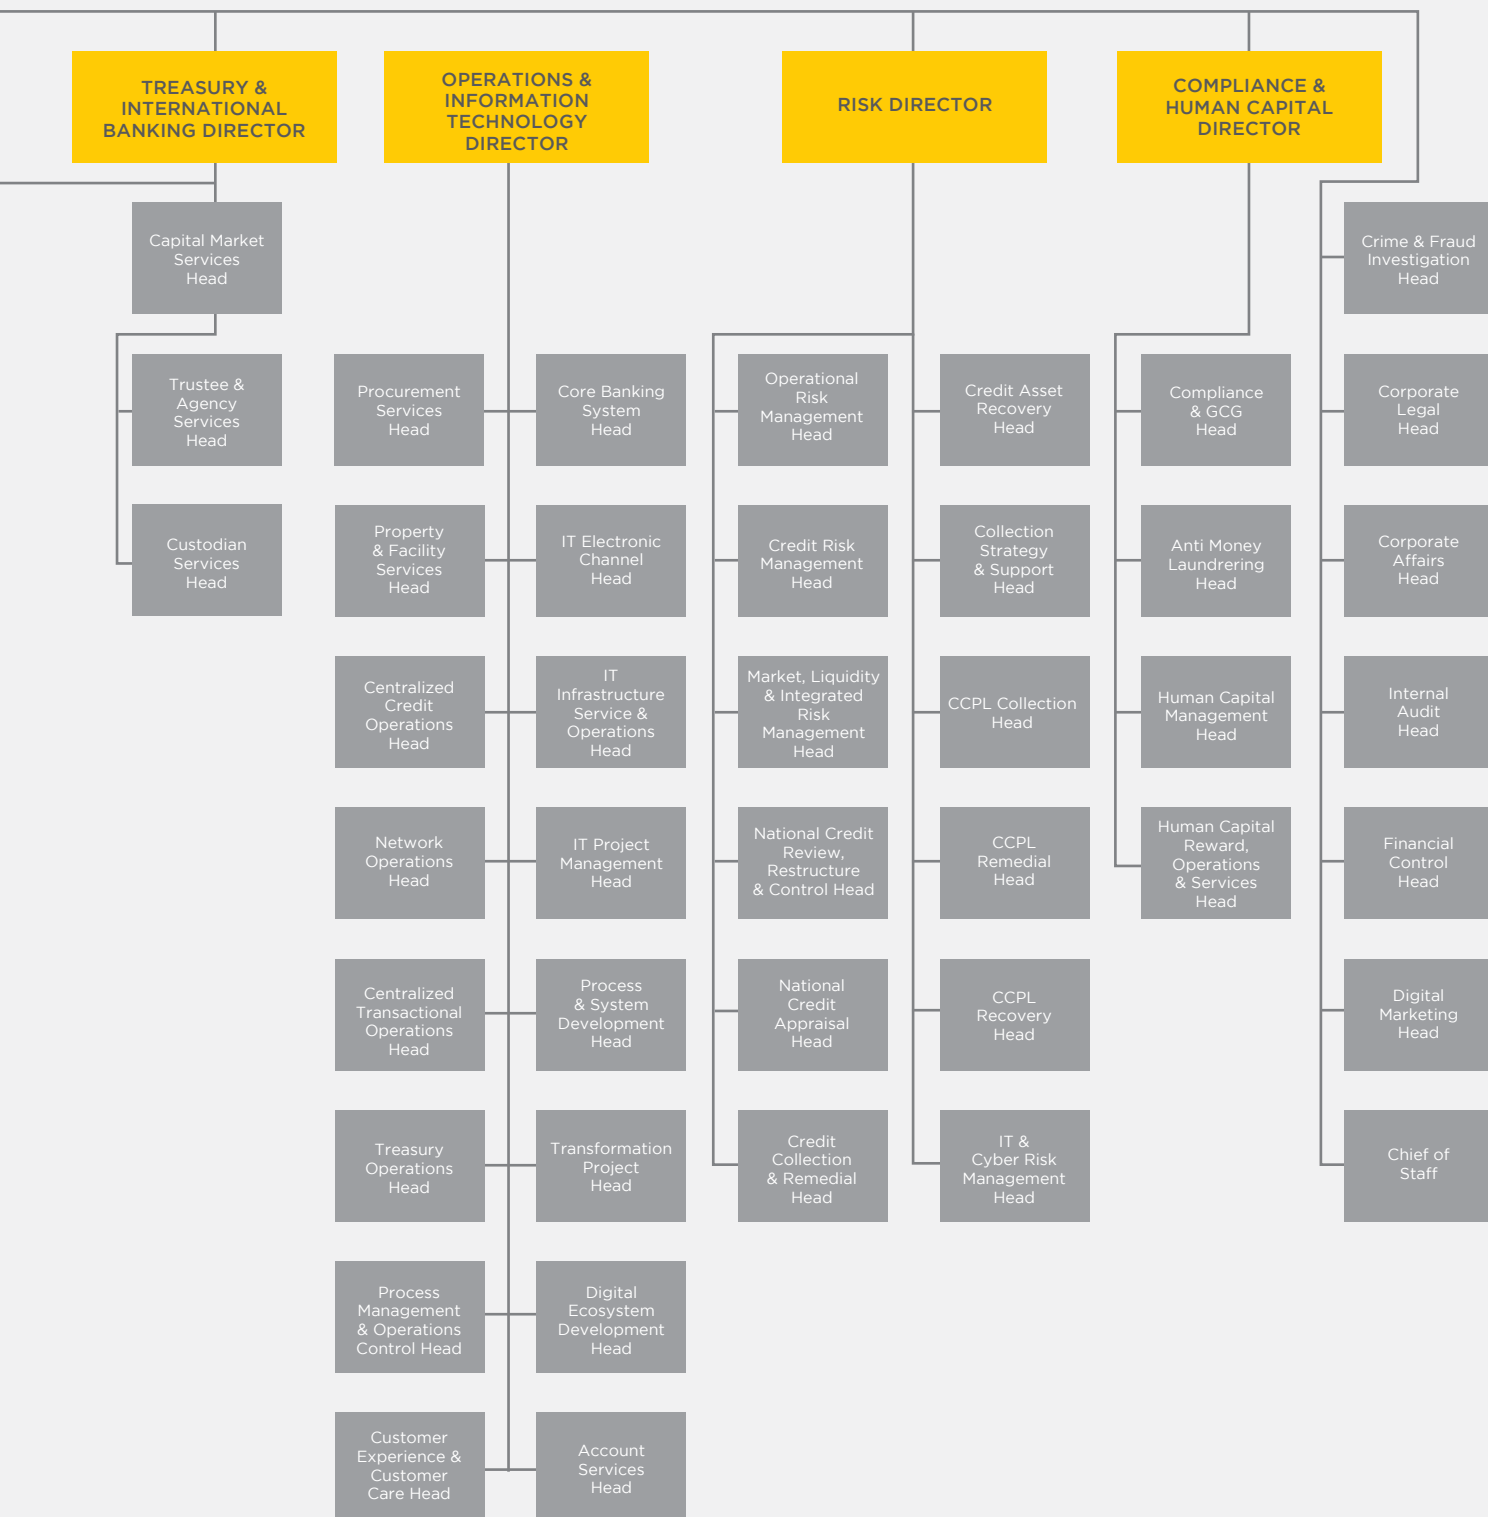 TREASURY &
INTERNATIONAL
BANKING DIRECTOR
OPERATIONS &
INFORMATION
TECHNOLOGY
DIRECTOR
RISK DIRECTOR
COMPLIANCE &
HUMAN CAPITAL
DIRECTOR
Capital Market
Services
Head
Trustee &
Agency
Services
Head
Custodian
Services
Head
Procurement
Services
Head
Property
& Facility
Services
Head
Centralized
Credit
Operations
Head
Network
Operations
Head
Centralized
Transactional
Operations
Head
Treasury
Operations
Head
Process
Management
& Operations
Control Head
Customer
Experience &
Customer
Care Head
Core Banking
System
Head
IT Electronic
Channel
Head
IT
Infrastructure
Service &
Operations
Head
IT Project
Management
Head
Process
& System
Development
Head
Transformation
Project
Head
Digital
Ecosystem
Development
Head
Account
Services
Head
Operational
Risk
Management
Head
Credit Risk
Management
Head
Market, Liquidity
& Integrated
Risk
Management
Head
National Credit
Review,
Restructure
& Control Head
National
Credit
Appraisal
Head
Credit
Collection
& Remedial
Head
Credit Asset
Recovery
Head
Collection
Strategy
& Support
Head
CCPL Collection
Head
CCPL
Remedial
Head
CCPL
Recovery
Head
IT &
Cyber Risk
Management
Head
Compliance
& GCG
Head
Anti Money
Laundrering
Head
Human Capital
Management
Head
Human Capital
Reward,
Operations
& Services
Head
Crime & Fraud
Investigation
Head
Corporate
Legal
Head
Corporate
Affairs
Head
Internal
Audit
Head
Financial
Control
Head
Digital
Marketing
Head
Chief of
Staff